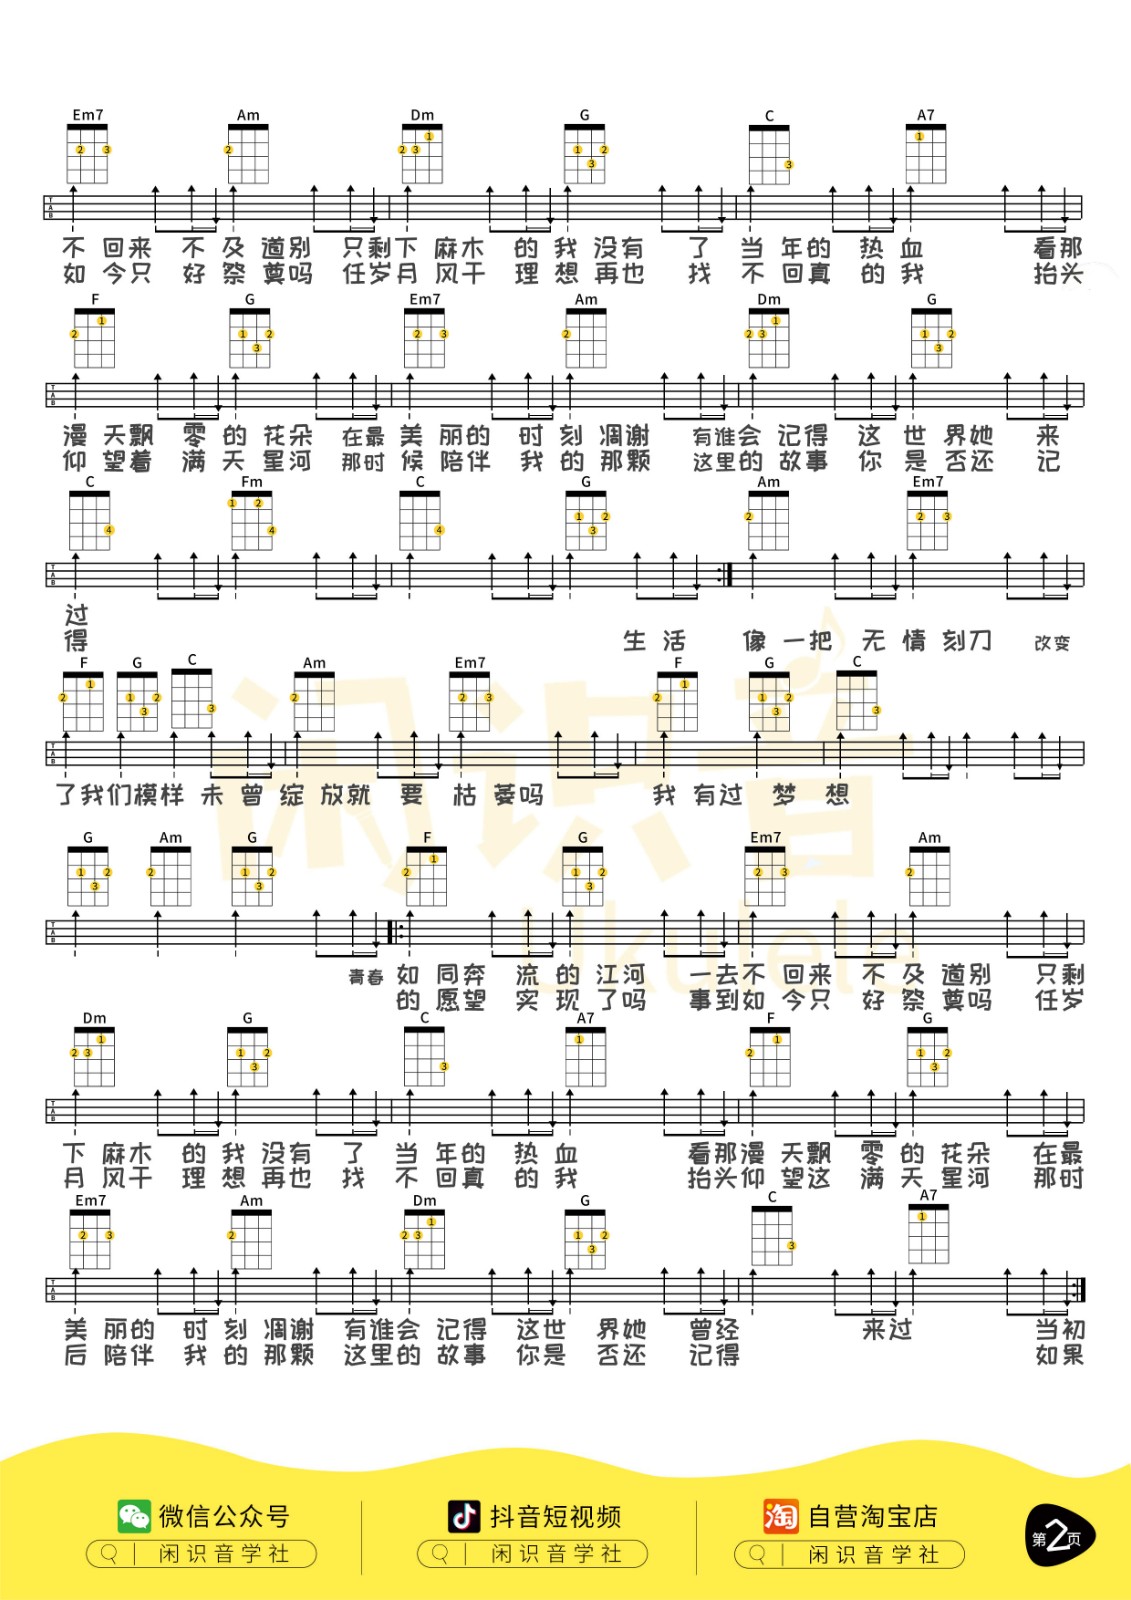 Em7 Am Dm G C A7
不回来 不及道别 只剩下麻木的我没有了当年的热血 看那
如今只好祭奠吗 任岁月风干理想再也找不回真的我 抬头
F G Em7 Am Dm G
漫天飘零的花朵 在最美丽的时刻凋谢 有谁会记得这世界她来
仰望着满天星河 那时候陪伴我的那颗 这里的故事你是否还记
C Fm C G Am Em7
过
得 生活像一把无情刻刀 改变
F G C Am Em7 F G C
了我们模样 未曾绽放就要枯萎吗 我有过梦想
G Am G F G Em7 Am
青春如同奔流的江河 一去不回来不及道别 只剩
的愿望实现了吗 事到如今只好祭奠吗 任岁
Dm G C A7 F G
下麻木的我没有了当年的热血 看那漫天飘零的花朵 在最
月风干理想再也找不回真的我 抬头仰望这满天星河 那时
Em7 Am Dm G C A7
美丽的时刻凋谢 有谁会记得这世界她曾经来过 当初
后陪伴我的那颗 这里的故事你是否还记得 如果
闲识音
Ukulele
微信公众号 抖音短视频 自营淘宝店
闲识音学社 闲识音学社 闲识音学社
第2页